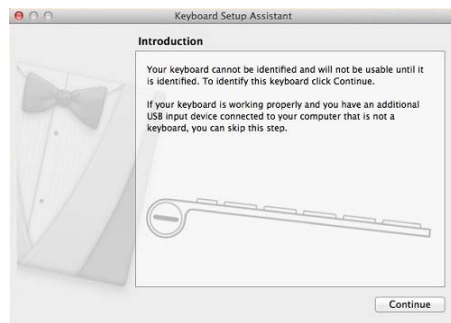 Keyboard Setup Assistant
Introduction
Your keyboard cannot be identified and will not be usable until it
is identified. To identify this keyboard click Continue.
If your keyboard is working properly and you have an additional
USB input device connected to your computer that is not a
keyboard, you can skip this step.
Continue